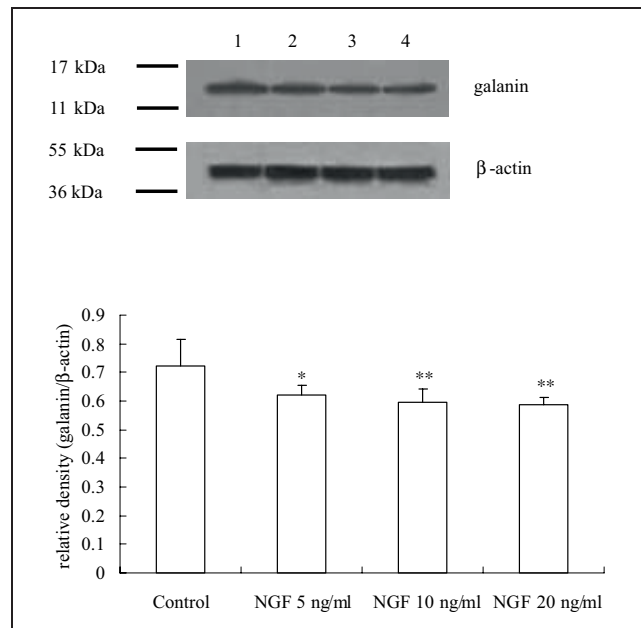 1 2 3 4
17 kDa
galanin
11 kDa
55 kDa
β-actin
36 kDa
relative density (galanin/β-actin)
0.9
0.8
0.7
0.6
0.5
0.4
0.3
0.2
0.1
0
*
**
**
Control NGF 5 ng/ml NGF 10 ng/ml NGF 20 ng/ml